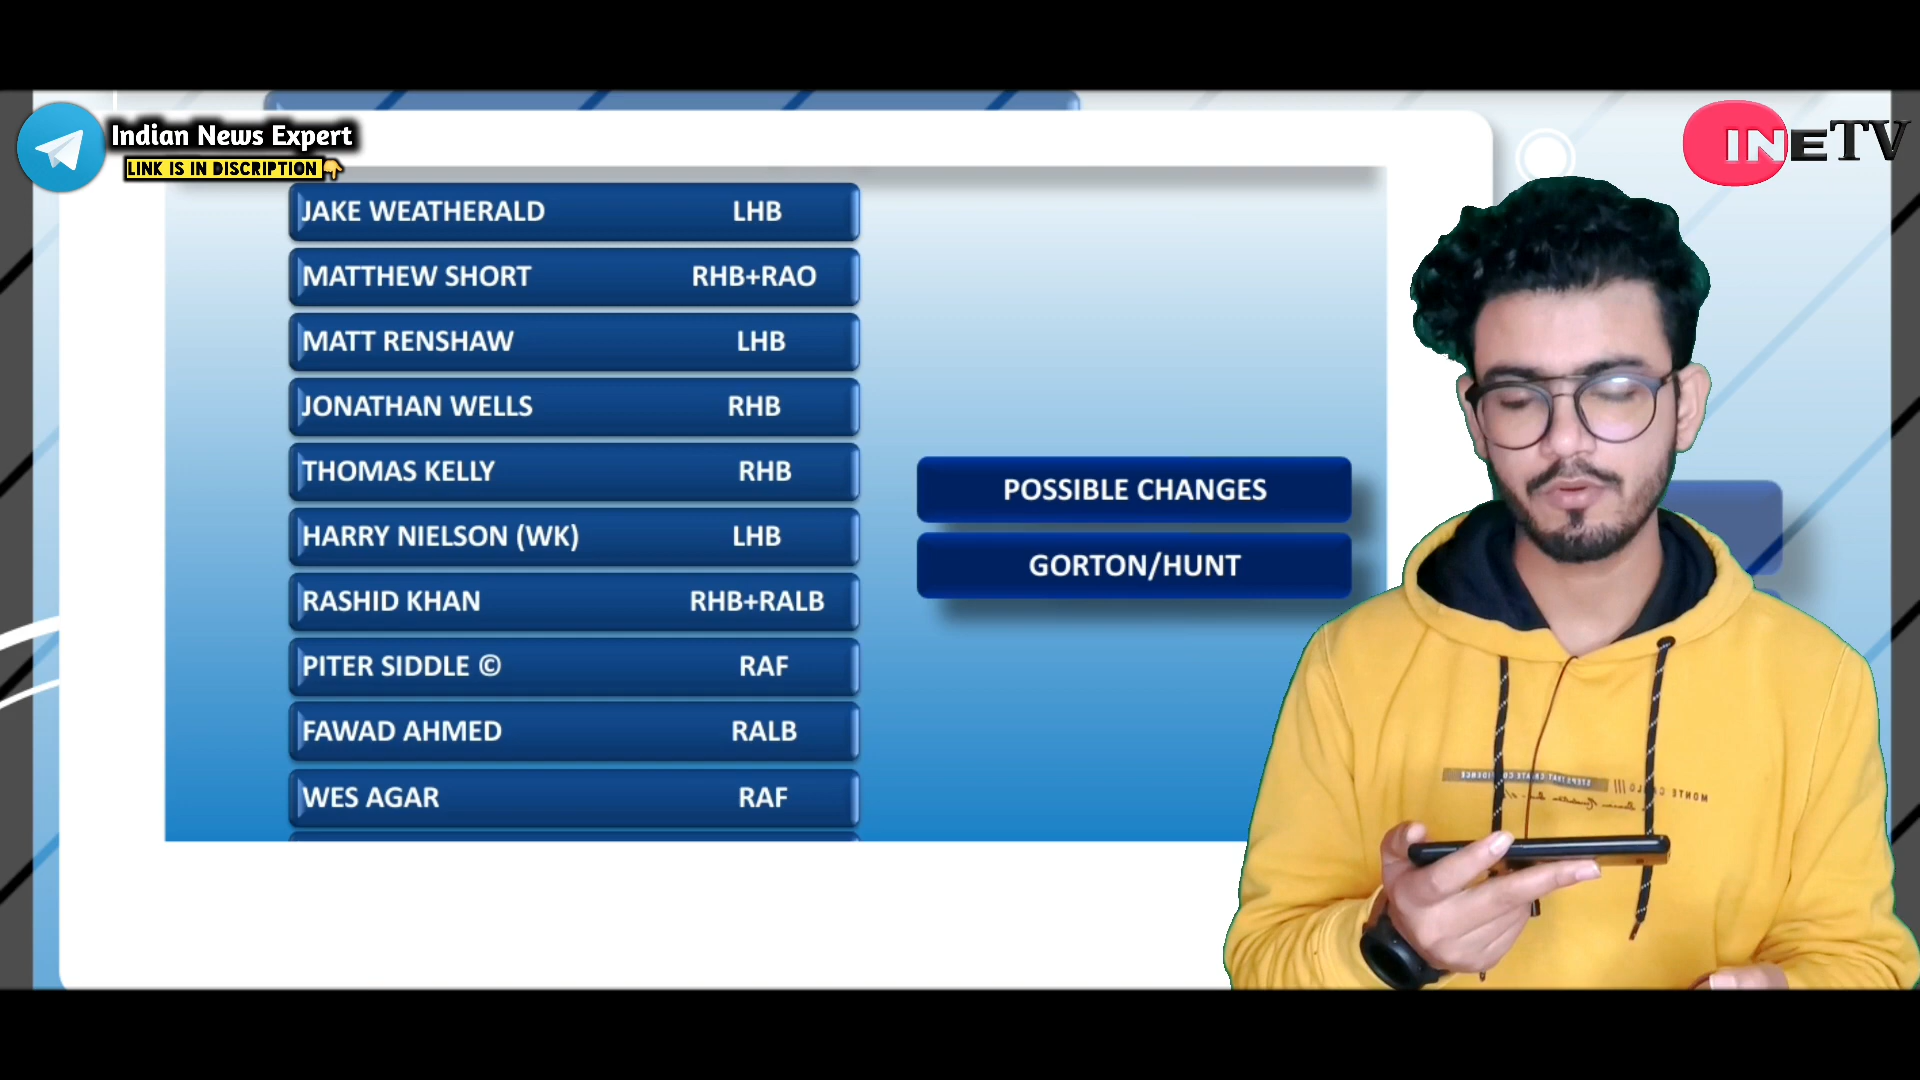 Indian News Expert
LINK IS IN DISCRIPTION
INETV
JAKE WEATHERALD LHB
MATTHEW SHORT RHB+RAO
MATT RENSHAW LHB
JONATHAN WELLS RHB
THOMAS KELLY RHB
HARRY NIELSON (WK) LHB
RASHID KHAN RHB+RALB
PITER SIDDLE © RAF
FAWAD AHMED RALB
WES AGAR RAF
POSSIBLE CHANGES
GORTON/HUNT